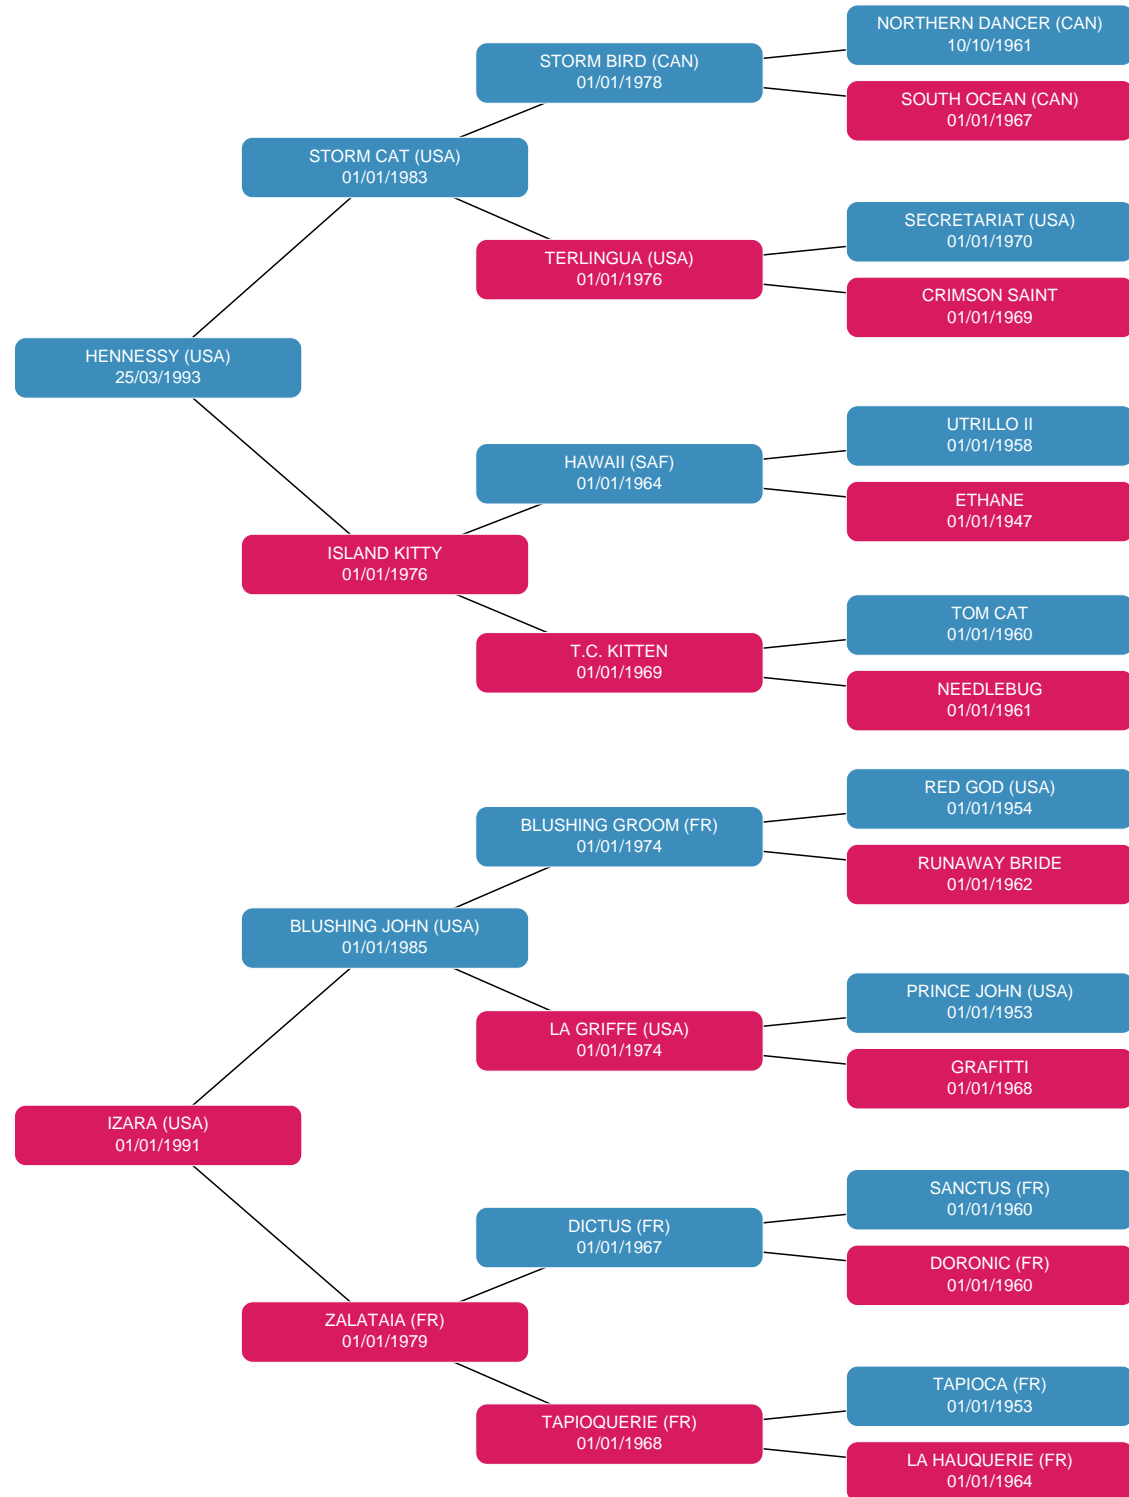 NORTHERN DANCER (CAN)
10/10/1961
STORM BIRD (CAN)
01/01/1978
SOUTH OCEAN (CAN)
01/01/1967
STORM CAT (USA)
01/01/1983
SECRETARIAT (USA)
01/01/1970
TERLINGUA (USA)
01/01/1976
CRIMSON SAINT
01/01/1969
HENNESSY (USA)
25/03/1993
UTRILLO II
01/01/1958
HAWAII (SAF)
01/01/1964
ETHANE
01/01/1947
ISLAND KITTY
01/01/1976
TOM CAT
01/01/1960
T.C. KITTEN
01/01/1969
NEEDLEBUG
01/01/1961
RED GOD (USA)
01/01/1954
BLUSHING GROOM (FR)
01/01/1974
RUNAWAY BRIDE
01/01/1962
BLUSHING JOHN (USA)
01/01/1985
PRINCE JOHN (USA)
01/01/1953
LA GRIFFE (USA)
01/01/1974
GRAFITTI
01/01/1968
IZARA (USA)
01/01/1991
SANCTUS (FR)
01/01/1960
DICTUS (FR)
01/01/1967
DORONIC (FR)
01/01/1960
ZALATAIA (FR)
01/01/1979
TAPIOCA (FR)
01/01/1953
TAPIOQUERIE (FR)
01/01/1968
LA HAUQUERIE (FR)
01/01/1964